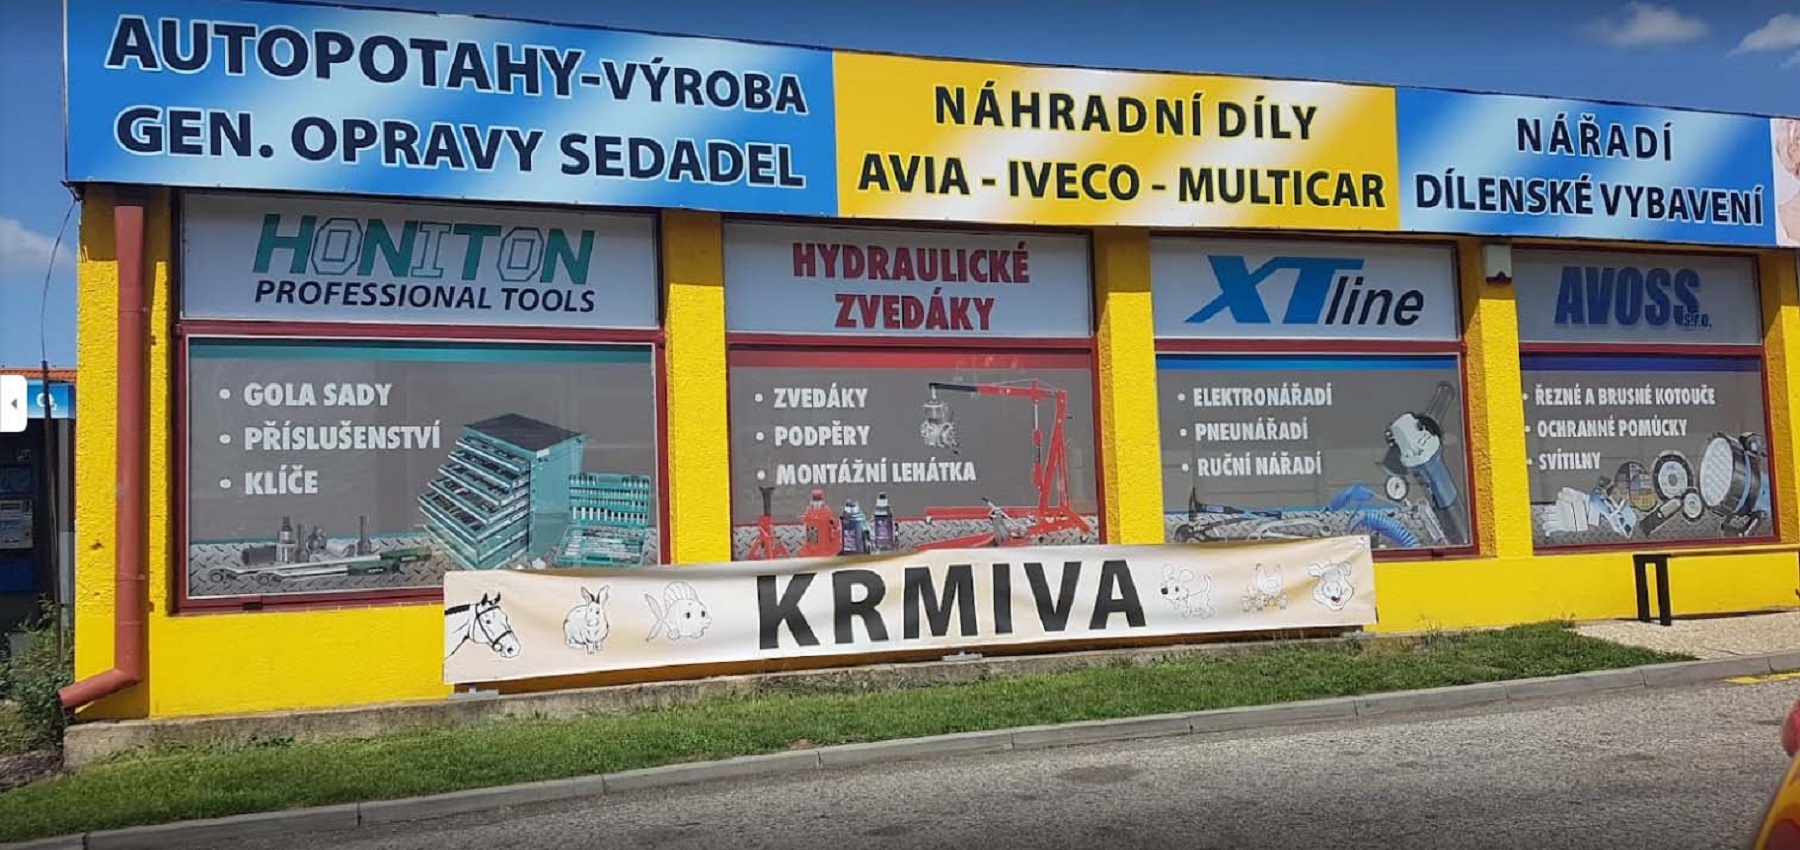 AUTOPOTAHY-VÝROBA
GEN. OPRAVY SEDADEL
NÁHRADNÍ DÍLY
AVIA - IVECO - MULTICAR
NÁŘADÍ
DÍLENSKÉ VYBAVENÍ
HONITON
PROFESSIONAL TOOLS
• GOLA SADY
• PŘÍSLUŠENSTVÍ
• KLÍČE
HYDRAULICKÉ
ZVEDÁKY
• ZVEDÁKY
• PODPĚRY
• MONTÁŽNÍ LEHÁTKA
XTline
• ELEKTRONÁŘADÍ
• PNEUNÁŘADÍ
• RUČNÍ NÁŘADÍ
AVOSS s.r.o.
• ŘEZNÉ A BRUSNÉ KOTOUČE
• OCHRANNÉ POMŮCKY
• SVÍTILNY
KRMIVA